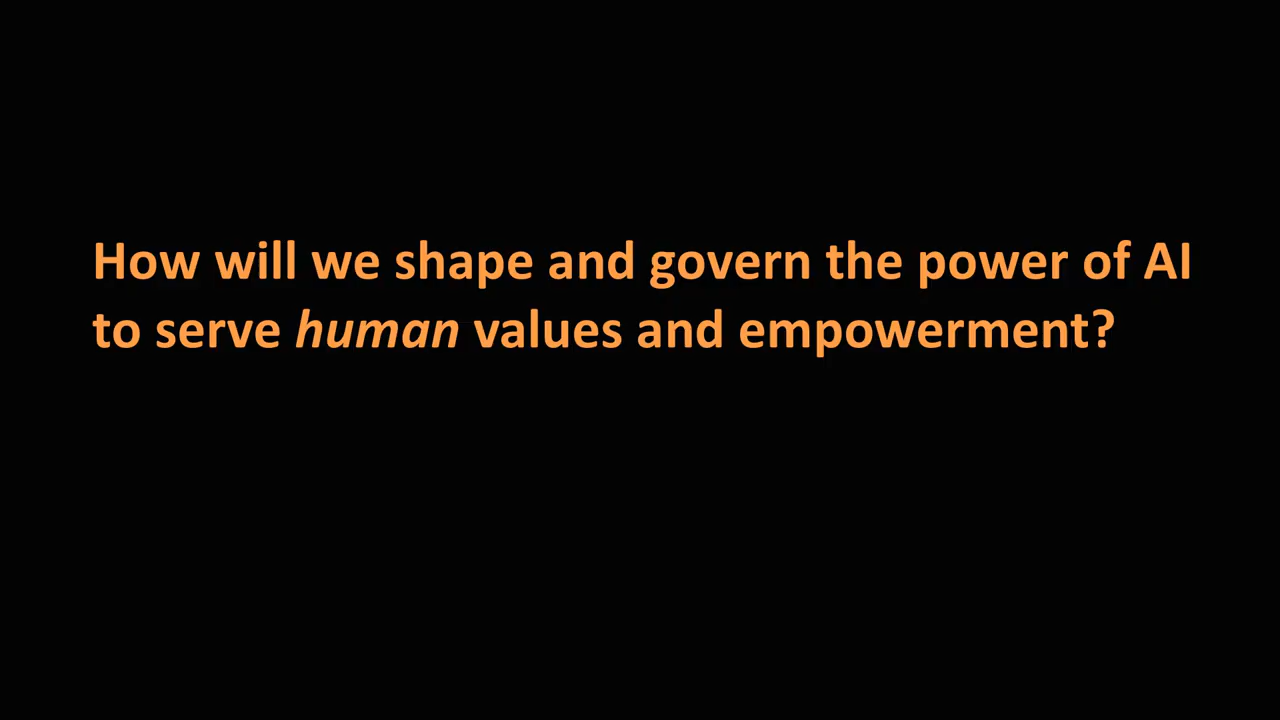 How will we shape and govern the power of AI
to serve human values and empowerment?